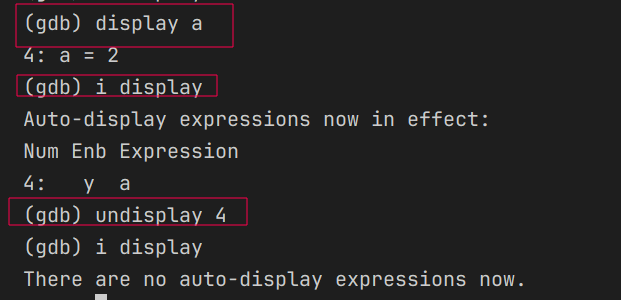 (gdb) display a
4: a = 2
(gdb) i display
Auto-display expressions now in effect:
Num Enb Expression
4:   y  a
(gdb) undisplay 4
(gdb) i display
There are no auto-display expressions now.